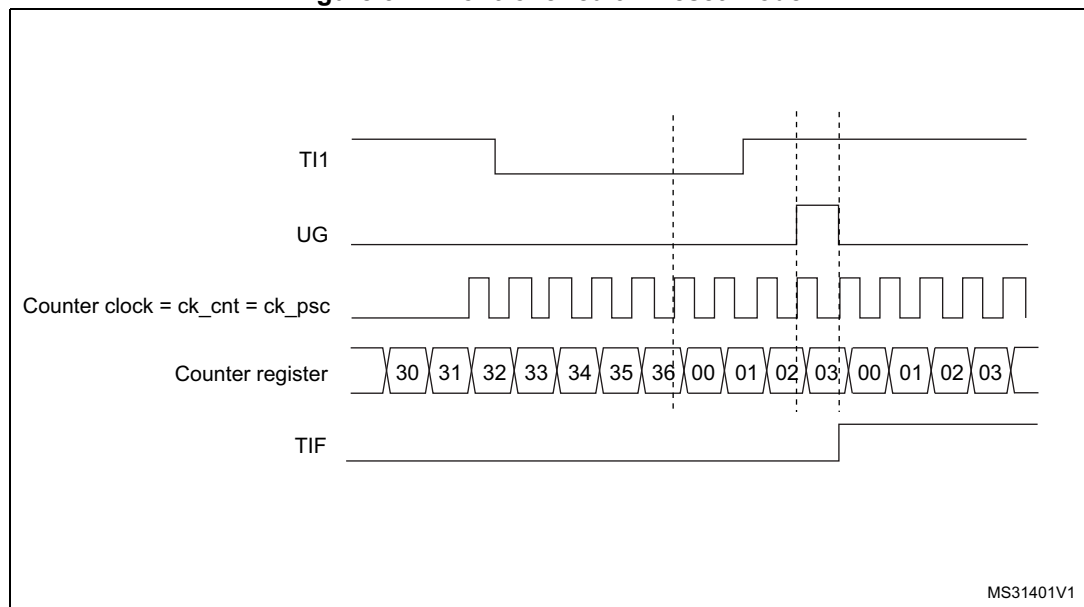 TI1
UG
Counter clock = ck_cnt = ck_psc
Counter register 30 31 32 33 34 35 36 00 01 02 03 00 01 02 03
TIF
MS31401V1